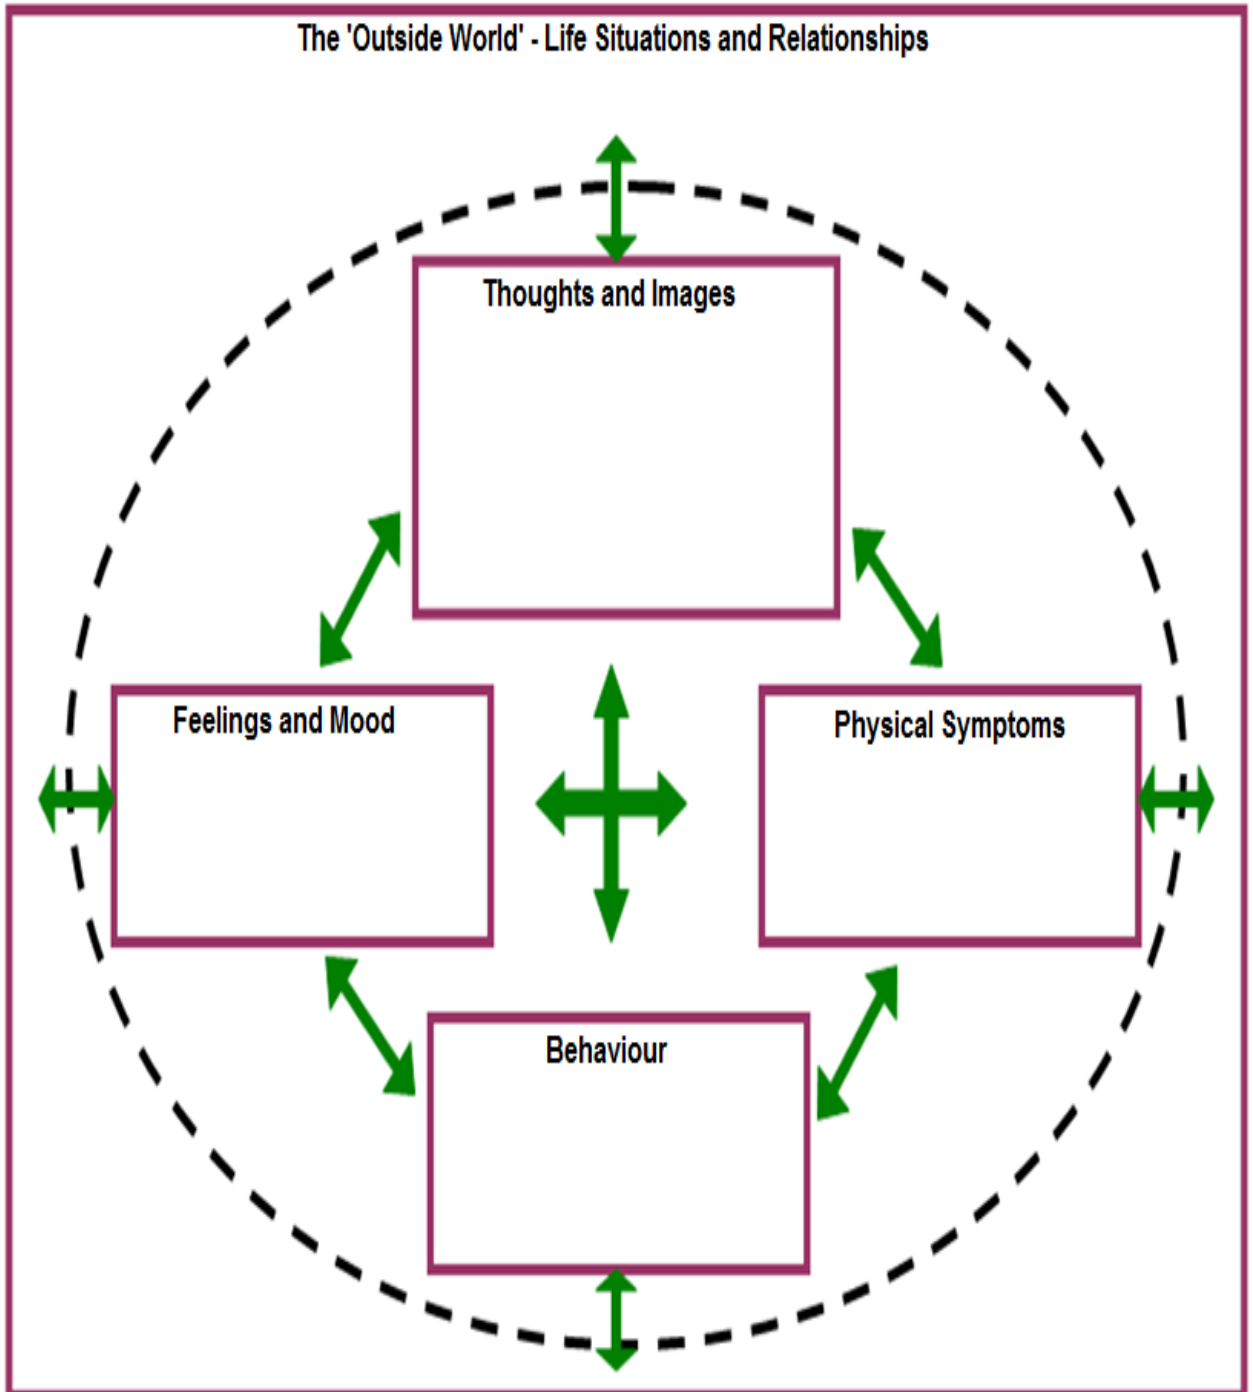 The 'Outside World' - Life Situations and Relationships
Thoughts and Images
Feelings and Mood
Physical Symptoms
Behaviour